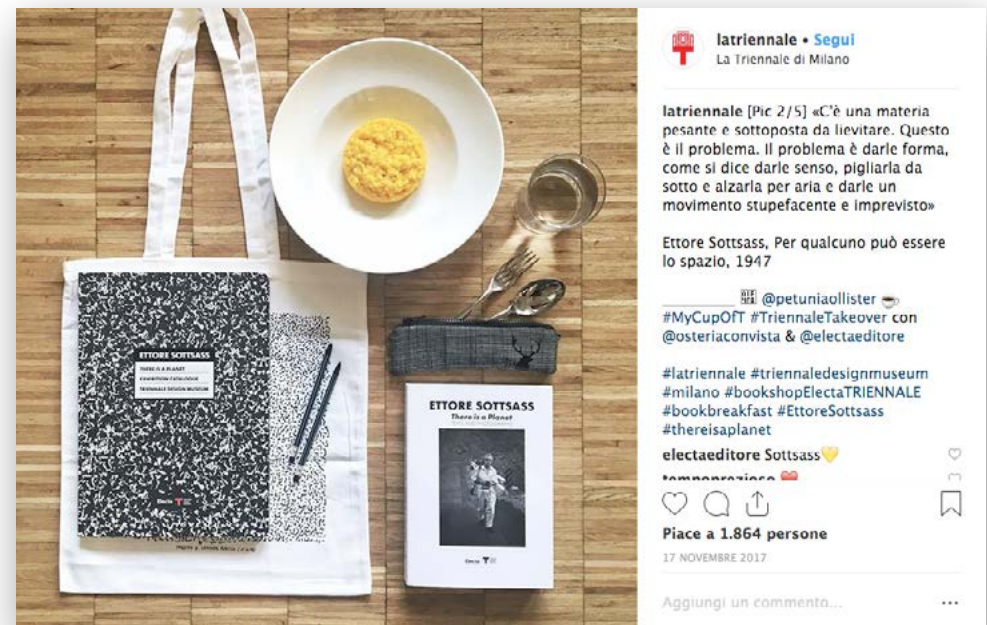 ETTORE SOTTSASS
THERE IS A PLANET
EXHIBITION CATALOGUE
TRIENNALE DESIGN MUSEUM
Electa T
ETTORE SOTTSASS
There is a Planet
Electa T
latriennale • Segui
La Triennale di Milano
latriennale [Pic 2/5] «C'è una materia
pesante e sottoposta da lievitare. Questo
è il problema. Il problema è darle forma,
come si dice darle senso, pigliarla da
sotto e alzarla per aria e darle un
movimento stupefacente e imprevisto»
Ettore Sottsass, Per qualcuno può essere
lo spazio, 1947
__________ @petuniaollister
#MyCupOfT #TriennaleTakeover con
@osteriaconvista & @electaeditore
#latriennale #triennaledesignmuseum
#milano #bookshopElectaTRIENNALE
#bookbreakfast #EttoreSottsass
#thereisaplanet
electaeditore Sottsass💛
tempoprezioso
Piace a 1.864 persone
17 NOVEMBRE 2017
Aggiungi un commento...